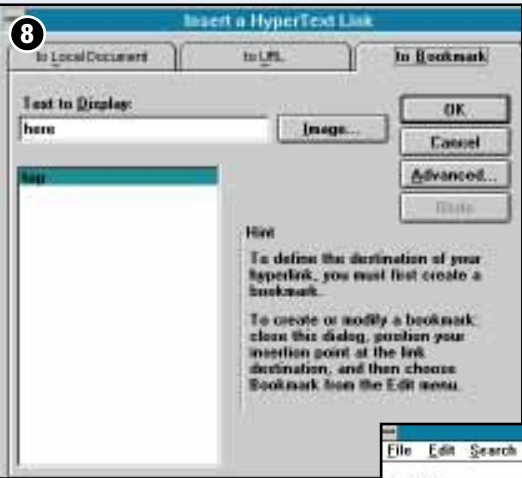 8
Insert a HyperText Link
to Local Document
to URL
to Bookmark
Text to Display:
here
Image...
OK
Cancel
Advanced...
top
Hint
To define the destination of your
hyperlink, you must first create a
bookmark.
To create or modify a bookmark,
close this dialog, position your
insertion point at the link
destination, and then choose
Bookmark from the Edit menu.
File Edit Search